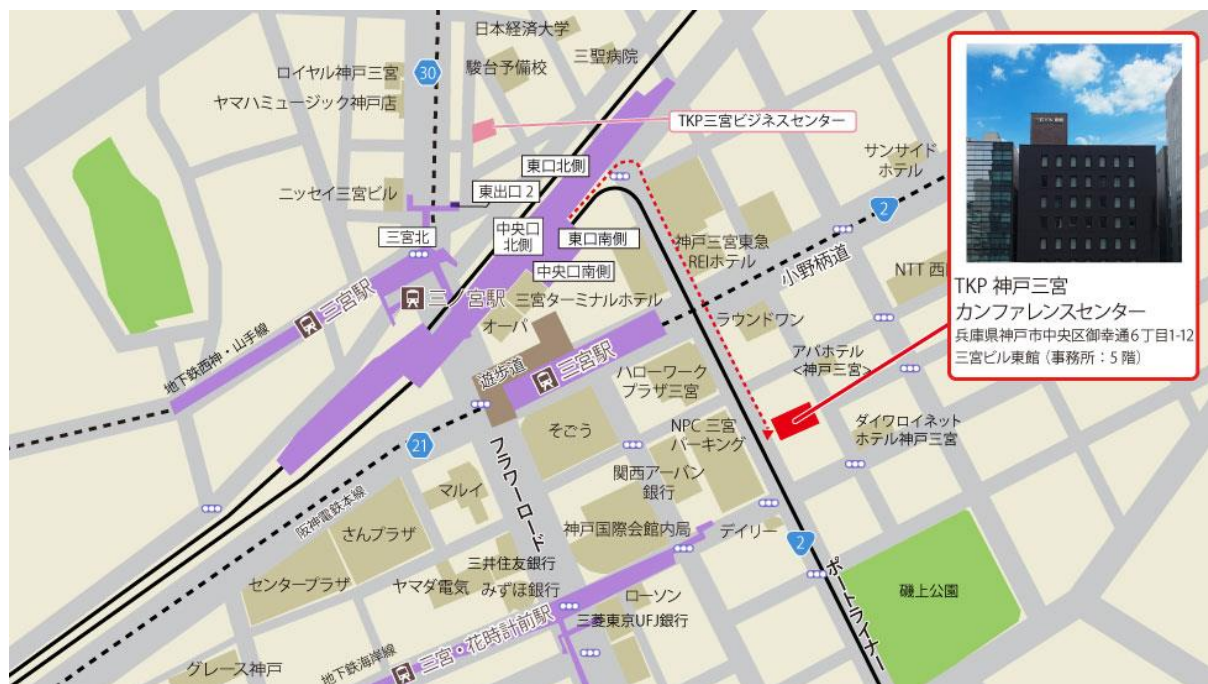 日本経済大学
三聖病院
駿台予備校
ロイヤル神戸三宮
ヤマハミュージック神戸店
30
TKP三宮ビジネスセンター
サンサイド
ホテル
東口北側
東出口 2
ニッセイ三宮ビル
三宮北
中央口
北側
東口南側
中央口南側
2
神戸三宮東急
REIホテル
小野柄道
NTT 西
三宮駅
地下鉄西神・山手線
三ノ宮駅
三宮ターミナルホテル
オーパ
ラウンドワン
遊歩道
三宮駅
アパホテル
<神戸三宮>
ハローワーク
プラザ三宮
NPC 三宮
パーキング
ダイワロイネット
ホテル神戸三宮
そごう
21
フラワーロード
関西アーバン
銀行
マルイ
阪神電鉄本線
さんプラザ
神戸国際会館内局
デイリー
2
ポートライナー
三井住友銀行
みずほ銀行
センタープラザ
ヤマダ電気
ローソン
三菱東京UFJ銀行
磯上公園
三宮・花時計前駅
地下鉄海岸線
グレース神戸
TKP 神戸三宮
カンファレンスセンター
兵庫県神戸市中央区御幸通6丁目1-12
三宮ビル東館（事務所：5 階）